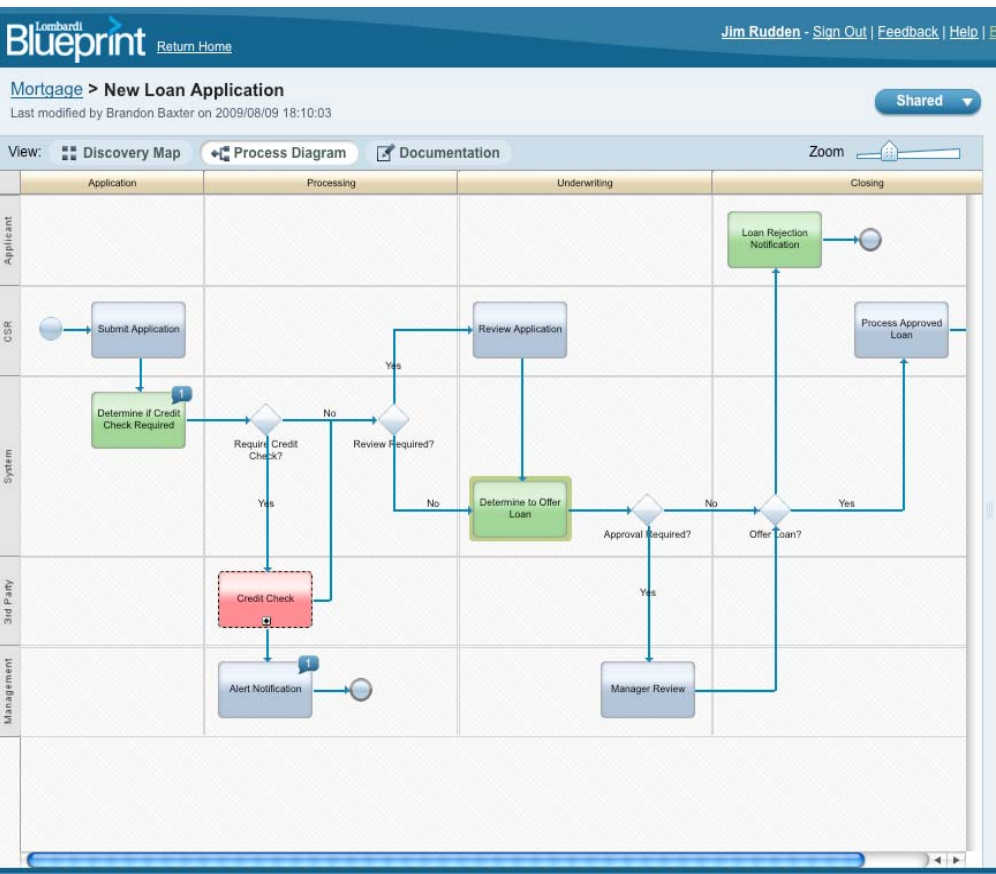 Lombardi
Blueprint
Return Home
Jim Rudden - Sign Out | Feedback | Help |
Mortgage > New Loan Application
Last modified by Brandon Baxter on 2009/08/09 18:10:03
Shared
View:
Discovery Map
Process Diagram
Documentation
Zoom
Application
Processing
Underwriting
Closing
Applicant
Loan Rejection
Notification
CSR
Submit Application
Review Application
Process Approved
Loan
Yes
System
1
Determine if Credit
Check Required
No
Require Credit
Check?
Review Required?
Yes
No
Determine to Offer
Loan
No
Yes
Approval Required?
Offer Loan?
3rd Party
Credit Check
Yes
Management
1
Alert Notification
Manager Review